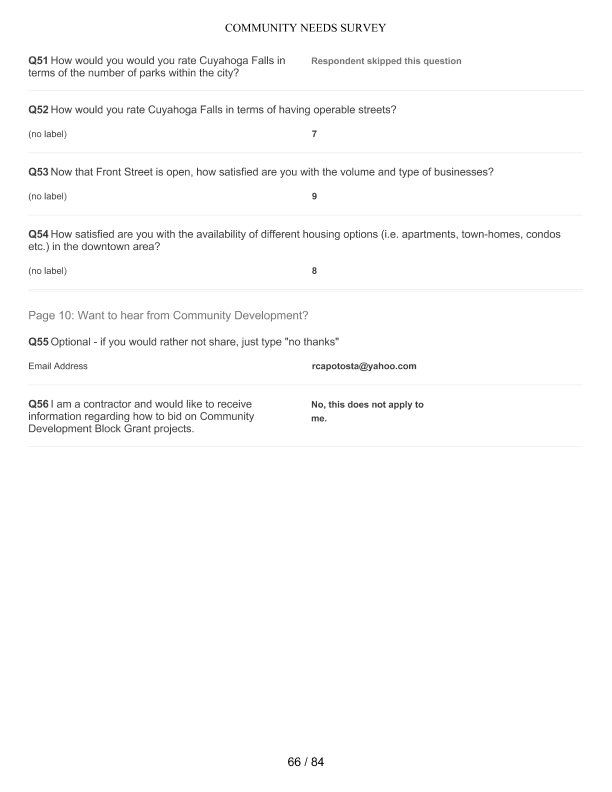 COMMUNITY NEEDS SURVEY
Q51 How would you would you rate Cuyahoga Falls in
terms of the number of parks within the city?
Respondent skipped this question
Q52 How would you rate Cuyahoga Falls in terms of having operable streets?
(no label) 7
Q53 Now that Front Street is open, how satisfied are you with the volume and type of businesses?
(no label) 9
Q54 How satisfied are you with the availability of different housing options (i.e. apartments, town-homes, condos
etc.) in the downtown area?
(no label) 8
Page 10: Want to hear from Community Development?
Q55 Optional - if you would rather not share, just type "no thanks"
Email Address rcapotosta@yahoo.com
Q56 I am a contractor and would like to receive
information regarding how to bid on Community
Development Block Grant projects.
No, this does not apply to
me.
66 / 84